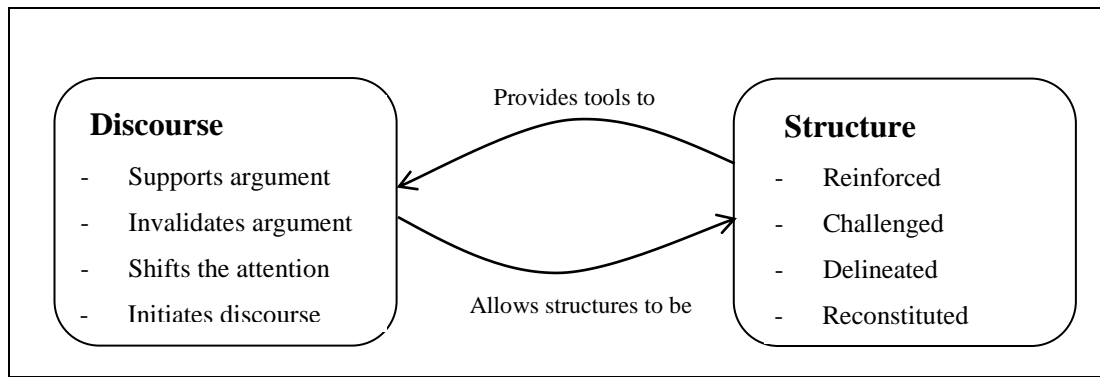 Discourse
- Supports argument
- Invalidates argument
- Shifts the attention
- Initiates discourse
Provides tools to
Allows structures to be
Structure
- Reinforced
- Challenged
- Delineated
- Reconstituted